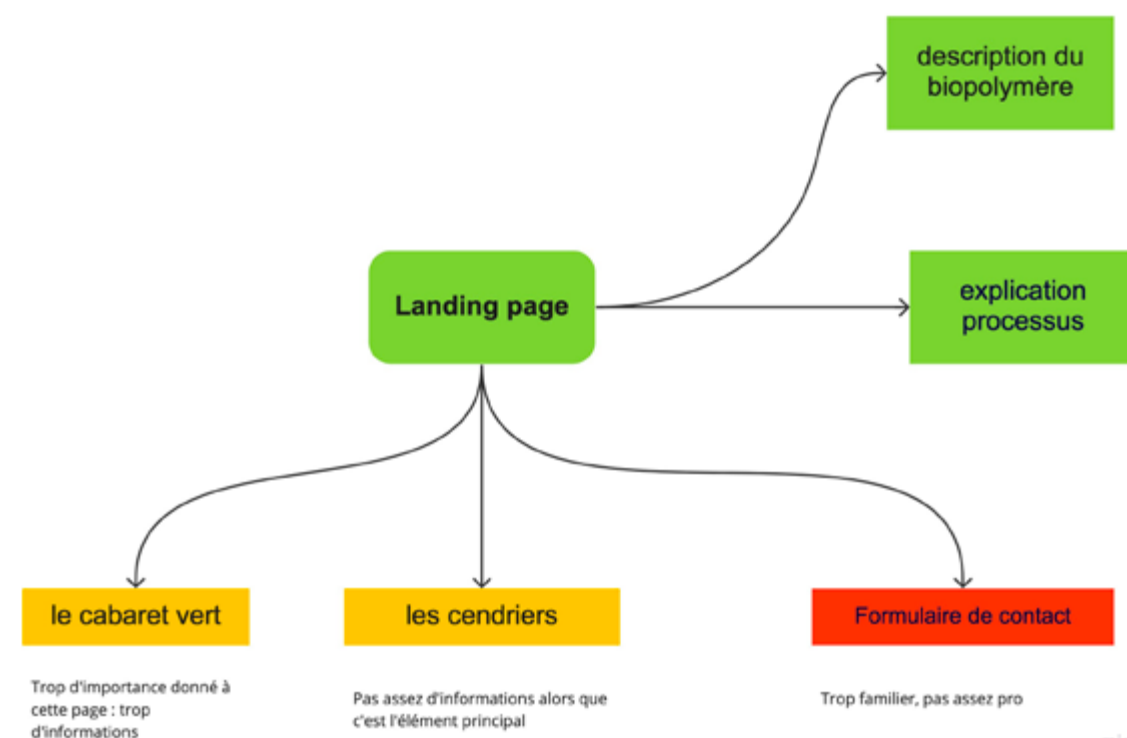 description du
biopolymère
Landing page
explication
processus
le cabaret vert
les cendriers
Formulaire de contact
Trop d'importance donné à
cette page : trop
d'informations
Pas assez d'informations alors que
c'est l'élément principal
Trop familier, pas assez pro